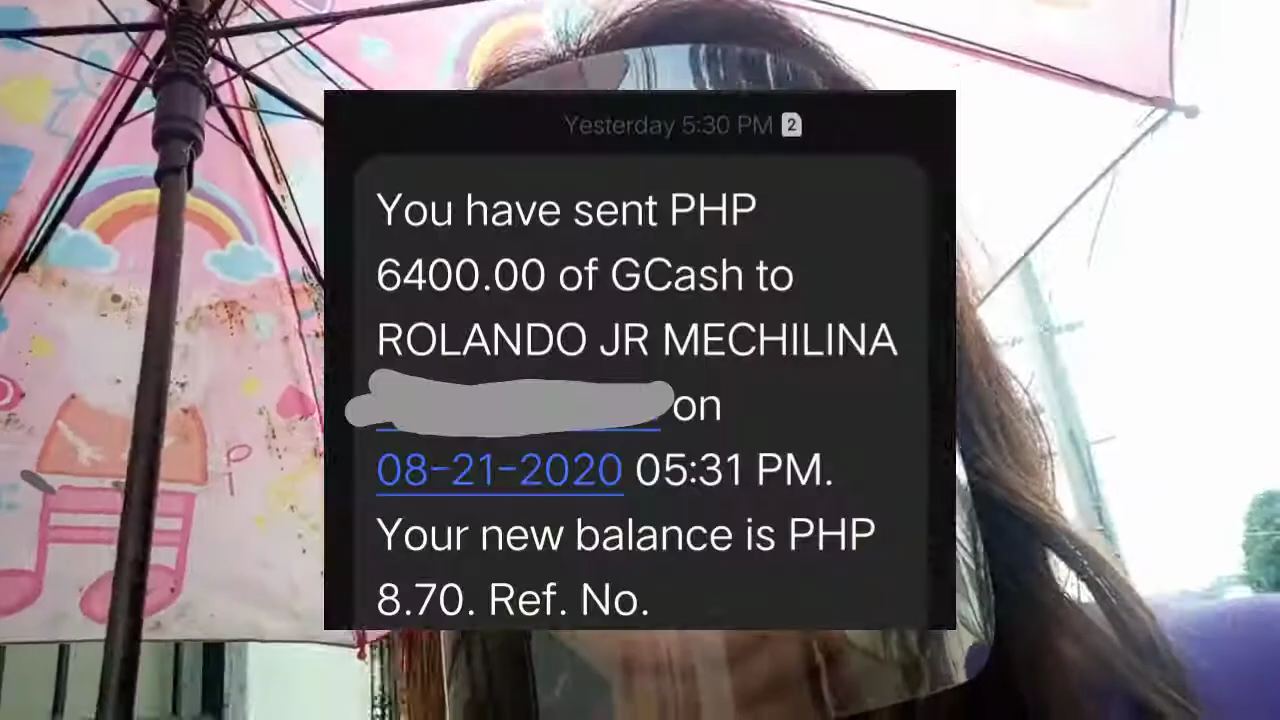 Yesterday 5:30 PM 2
You have sent PHP
6400.00 of GCash to
ROLANDO JR MECHILINA
on
08-21-2020 05:31 PM.
Your new balance is PHP
8.70. Ref. No.